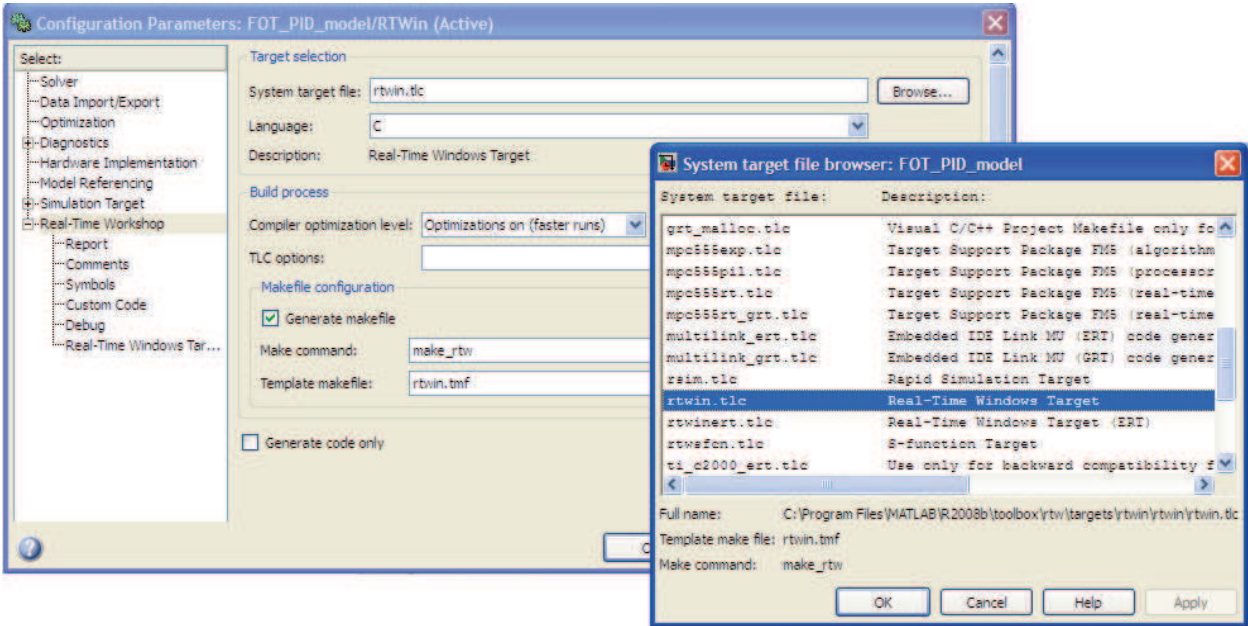 Configuration Parameters: FOT_PID_model/RTWin (Active)
Select:
Solver
Data Import/Export
Optimization
Diagnostics
Hardware Implementation
Model Referencing
Simulation Target
Real-Time Workshop
Report
Comments
Symbols
Custom Code
Debug
Real-Time Windows Tar...
Target selection
System target file: rtwin.tlc Browse...
Language: C
Description: Real-Time Windows Target
Build process
Compiler optimization level: Optimizations on (faster runs)
TLC options:
Makefile configuration
Generate makefile
Make command: make_rtw
Template makefile: rtwin.tmf
Generate code only
System target file browser: FOT_PID_model
System target file: Description:
grt_malloc.tlc Visual C/C++ Project Makefile only fo
mpc555exp.tlc Target Support Package FM5 (algorithm
mpc555pil.tlc Target Support Package FM5 (processor
mpc555rt.tlc Target Support Package FM5 (real-time
mpc555rt_grt.tlc Target Support Package FM5 (real-time
multilink_ert.tlc Embedded IDE Link MU (ERT) code gener
multilink_grt.tlc Embedded IDE Link MU (GRT) code gener
rsim.tlc Rapid Simulation Target
rtwin.tlc Real-Time Windows Target
rtwinert.tlc Real-Time Windows Target (ERT)
rtwsfcn.tlc S-function Target
ti_c2000_ert.tlc Use only for backward compatibility f
Full name: C:\Program Files\MATLAB\R2008b\toolbox\rtw\targets\rtwin\rtwin\rtwin.tlc
Template make file: rtwin.tmf
Make command: make_rtw
OK Cancel Help Apply